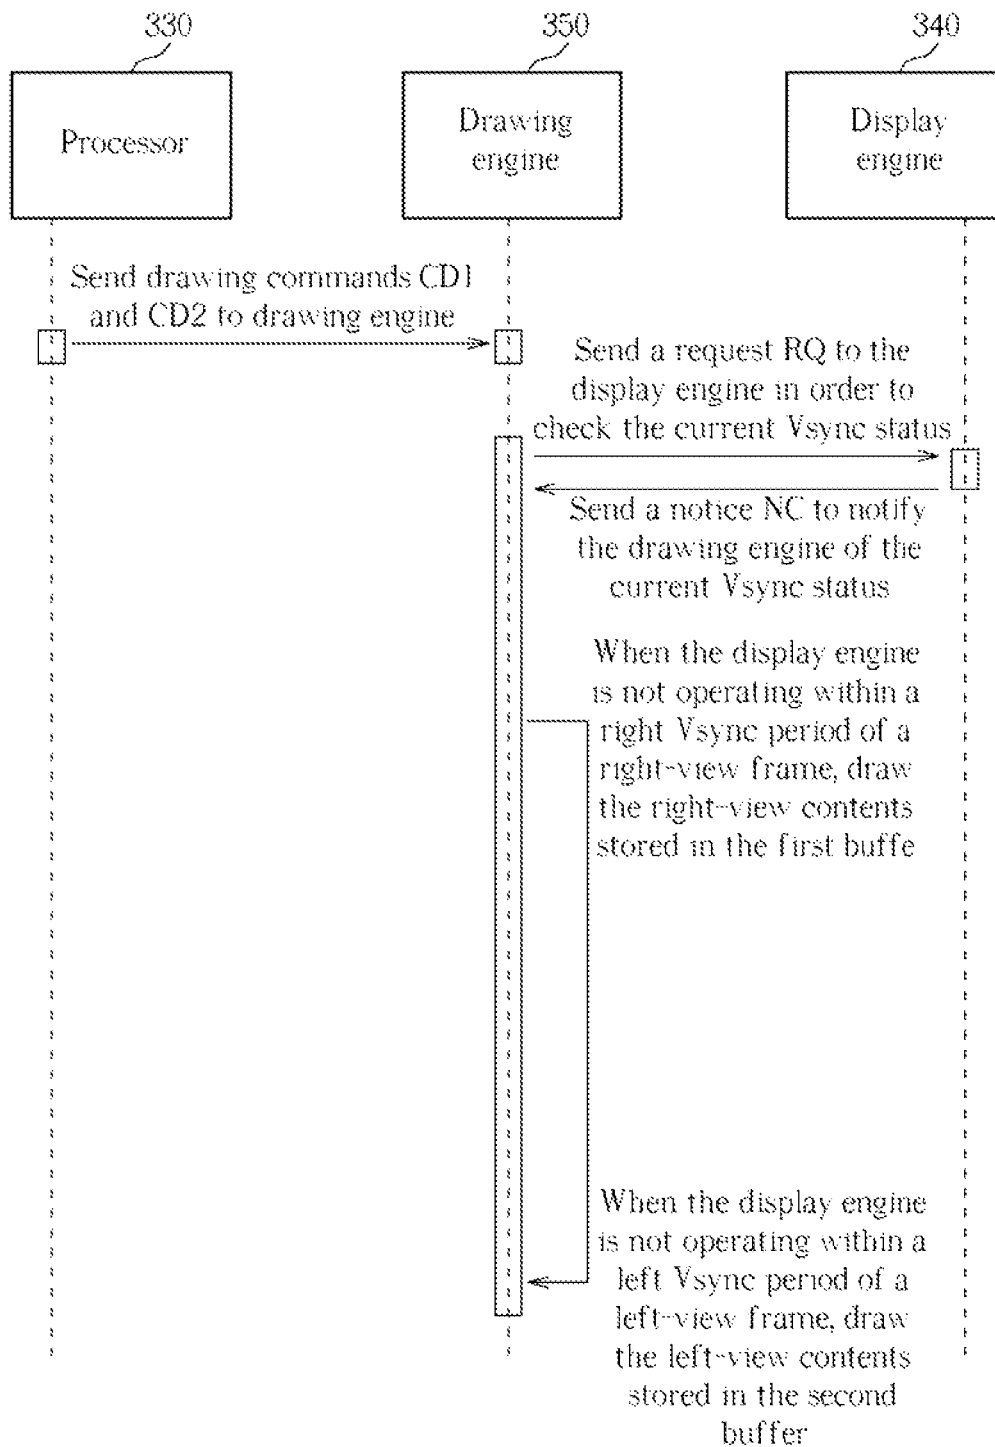 330
350
340
Processor
Drawing
engine
Display
engine
Send drawing commands CD1
and CD2 to drawing engine
Send a request RQ to the
display engine in order to
check the current Vsync status
Send a notice NC to notify
the drawing engine of the
current Vsync status
When the display engine
is not operating within a
right Vsync period of a
right-view frame, draw
the right-view contents
stored in the first buffe
When the display engine
is not operating within a
left Vsync period of a
left-view frame, draw
the left-view contents
stored in the second
buffer